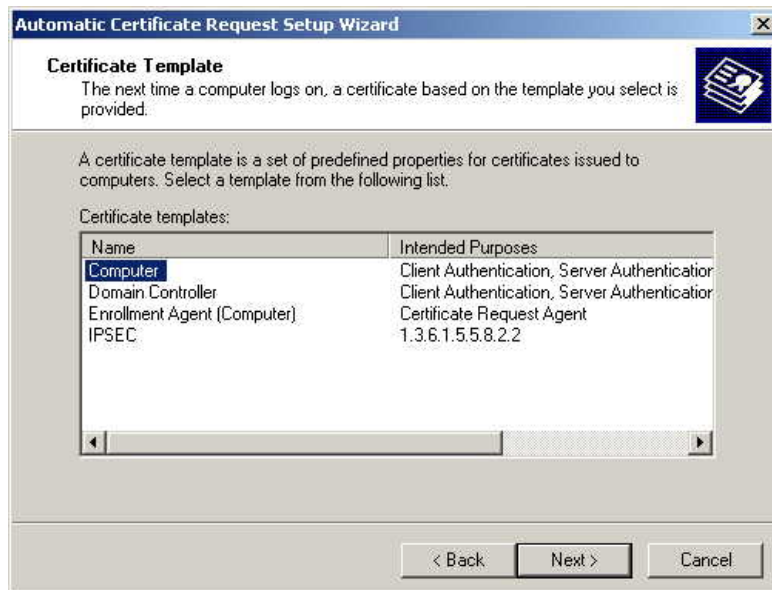 Automatic Certificate Request Setup Wizard
Certificate Template
The next time a computer logs on, a certificate based on the template you select is
provided.
A certificate template is a set of predefined properties for certificates issued to
computers. Select a template from the following list.
Certificate templates:
Name Intended Purposes
Computer Client Authentication, Server Authentication
Domain Controller Client Authentication, Server Authentication
Enrollment Agent (Computer) Certificate Request Agent
IPSEC 1.3.6.1.5.5.8.2.2
< Back Next > Cancel